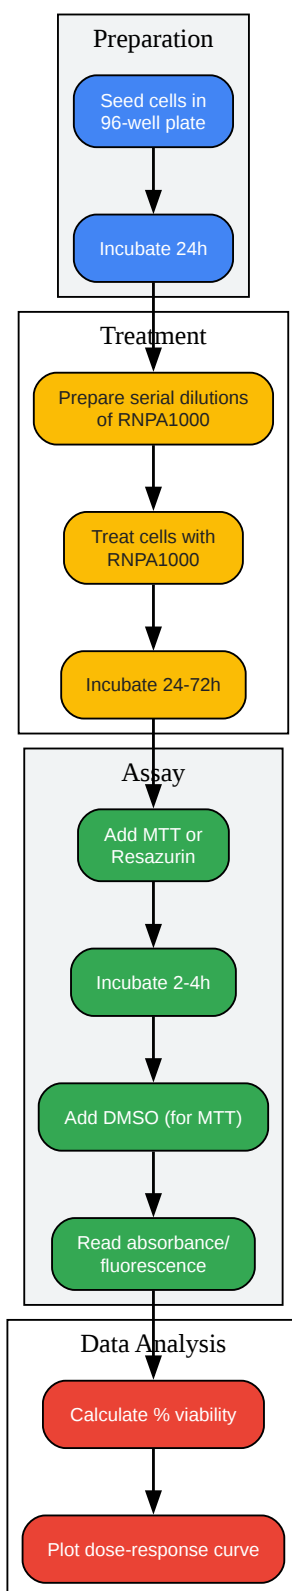 Preparation
Seed cells in
96-well plate
Incubate 24h
Treatment
Prepare serial dilutions
of RNPA1000
Treat cells with
RNPA1000
Incubate 24-72h
Assay
Add MTT or
Resazurin
Incubate 2-4h
Add DMSO (for MTT)
Read absorbance/
fluorescence
Data Analysis
Calculate % viability
Plot dose-response curve